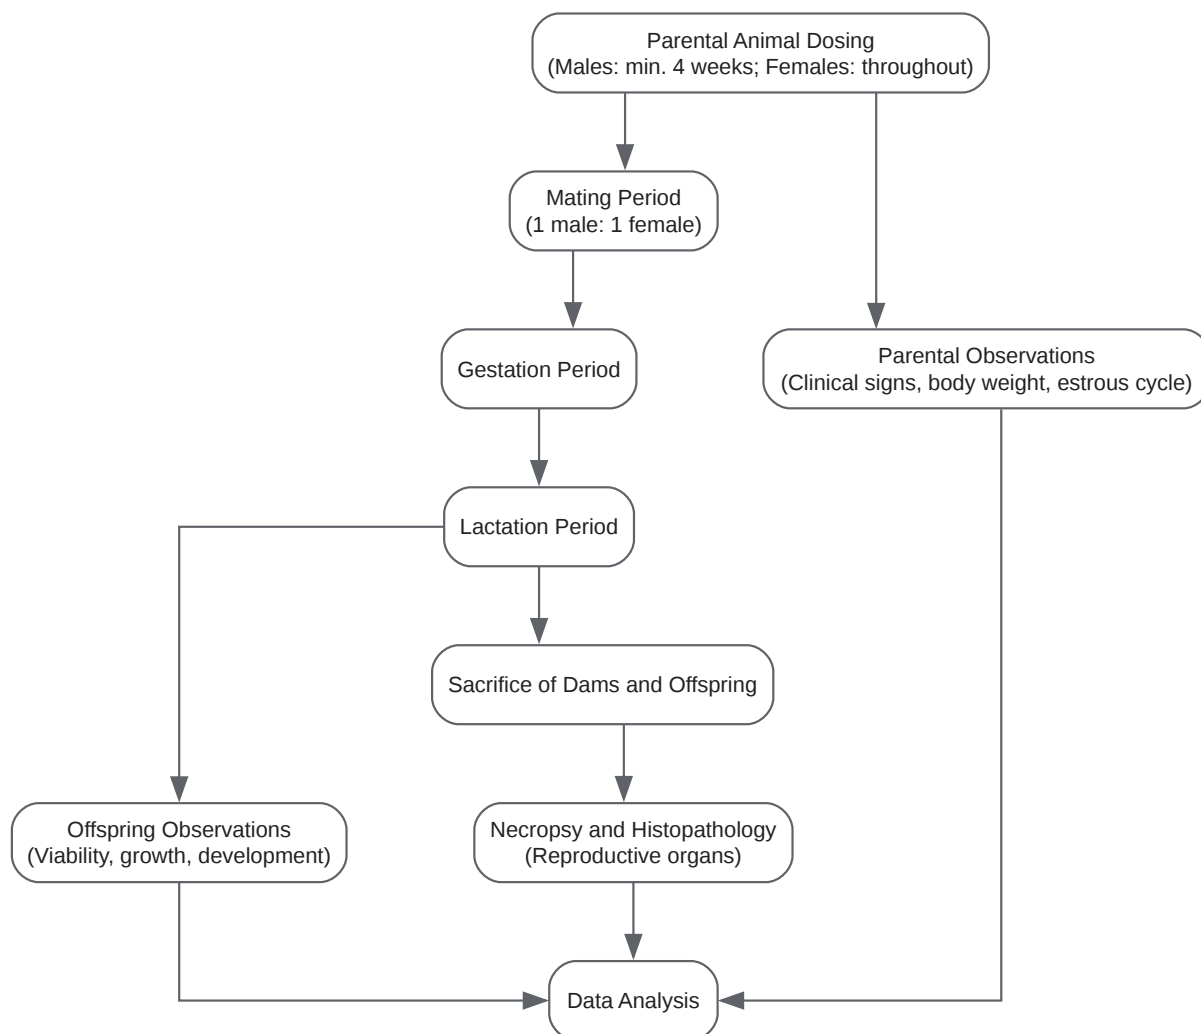 Parental Animal Dosing
(Males: min. 4 weeks; Females: throughout)
Mating Period
(1 male: 1 female)
Gestation Period
Parental Observations
(Clinical signs, body weight, estrous cycle)
Lactation Period
Sacrifice of Dams and Offspring
Offspring Observations
(Viability, growth, development)
Necropsy and Histopathology
(Reproductive organs)
Data Analysis